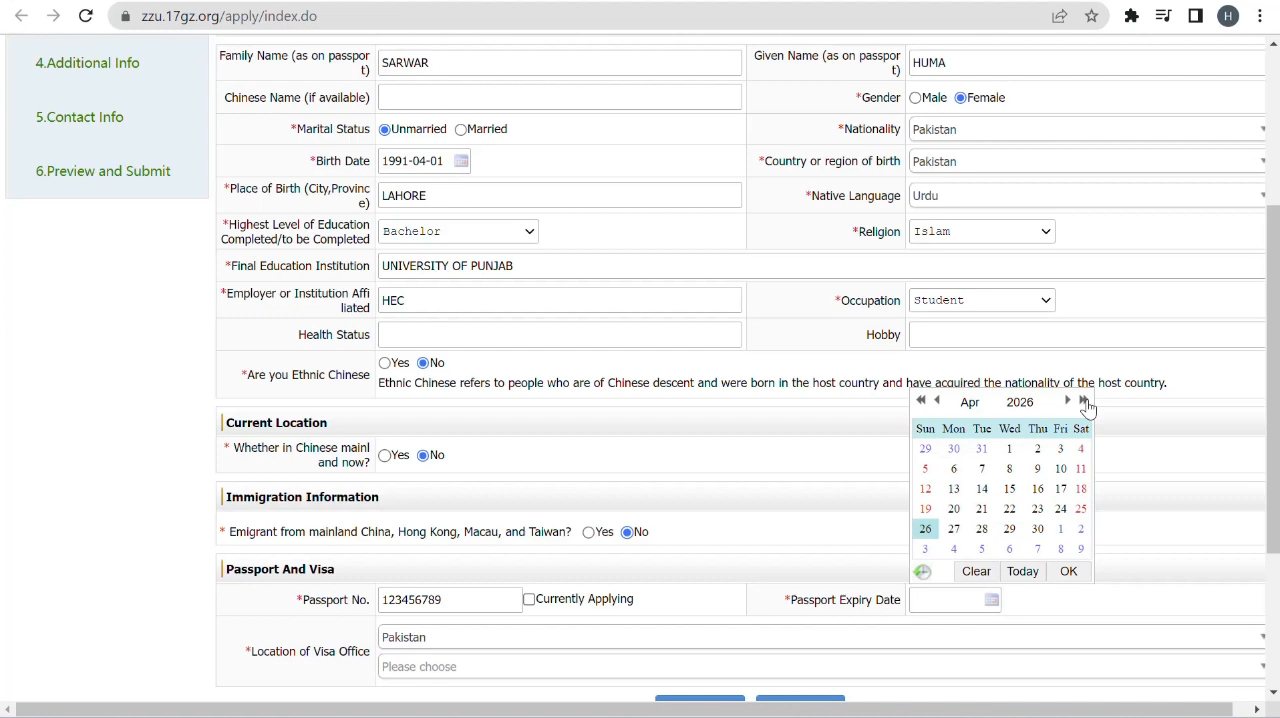 zzu.17gz.org/apply/index.do
H
4.Additional Info
5.Contact Info
6.Preview and Submit
Family Name (as on passpor
t)
SARWAR
Given Name (as on passpor
t)
HUMA
Chinese Name (if available)
*Gender
Male
Female
*Marital Status
Unmarried
Married
*Nationality
Pakistan
*Birth Date
1991-04-01
*Country or region of birth
Pakistan
*Place of Birth (City,Provinc
e)
LAHORE
*Native Language
Urdu
*Highest Level of Education
Completed/to be Completed
Bachelor
*Religion
Islam
*Final Education Institution
UNIVERSITY OF PUNJAB
*Employer or Institution Affi
liated
HEC
*Occupation
Student
Health Status
Hobby
*Are you Ethnic Chinese
Yes
No
Ethnic Chinese refers to people who are of Chinese descent and were born in the host country and have acquired the nationality of the host country.
Current Location
* Whether in Chinese mainl
and now?
Yes
No
Immigration Information
* Emigrant from mainland China, Hong Kong, Macau, and Taiwan?
Yes
No
Apr 2026
Sun Mon Tue Wed Thu Fri Sat
29 30 31 1 2 3 4
5 6 7 8 9 10 11
12 13 14 15 16 17 18
19 20 21 22 23 24 25
26 27 28 29 30 1 2
3 4 5 6 7 8 9
Clear Today OK
Passport And Visa
*Passport No.
123456789
Currently Applying
*Passport Expiry Date
*Location of Visa Office
Pakistan
Please choose